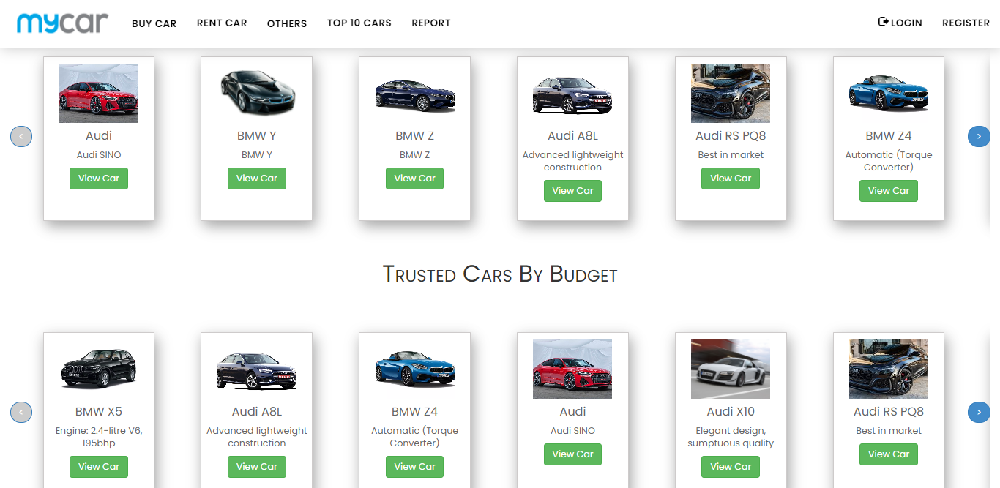 mycar BUY CAR RENT CAR OTHERS TOP 10 CARS REPORT LOGIN REGISTER
Audi BMW Y BMW Z Audi A8L Audi RS PQ8 BMW Z4
Audi SINO BMW Y BMW Z Advanced lightweight Best in market Automatic (Torque
construction Converter)
View Car View Car View Car View Car View Car View Car
< >
Trusted Cars By Budget
BMW X5 Audi A8L BMW Z4 Audi Audi X10 Audi RS PQ8
Engine: 2.4-litre V6, Advanced lightweight Automatic (Torque Audi SINO Elegant design, Best in market
195bhp construction Converter) sumptuous quality
View Car View Car View Car View Car View Car View Car
< >